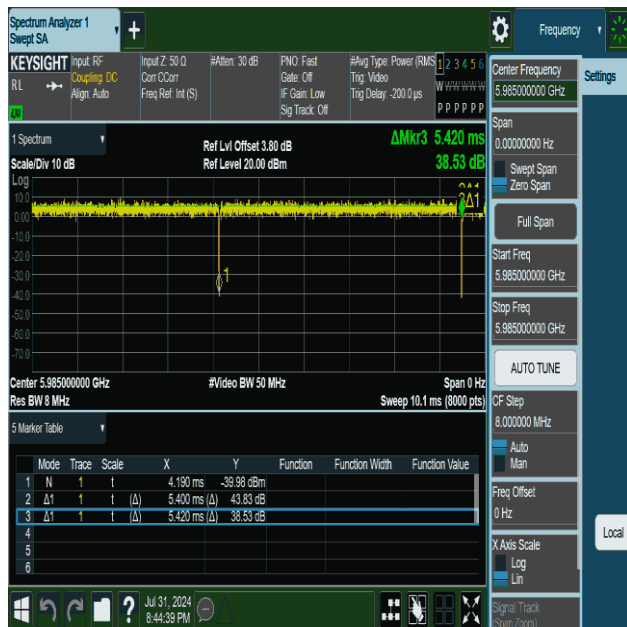 Spectrum Analyzer 1
Swept SA
Frequency
KEYSIGHT
RL
Input: RF
Coupling: DC
Align: Auto
Input Z: 50 Ω
Corr CCorr
Freq Ref: Int (S)
#Atten: 30 dB
PNO: Fast
Gate: Off
IF Gain: Low
Sig Track: Off
#Avg Type: Power (RMS
Trig: Video
Trig Delay: -200.0 µs
1 2 3 4 5 6
W W W W W W
P P P P P P
1 Spectrum
Scale/Div 10 dB
Ref Lvl Offset 3.80 dB
Ref Level 20.00 dBm
ΔMkr3 5.420 ms
38.53 dB
Log
10.0
0.00
-10.0
-20.0
-30.0
-40.0
-50.0
-60.0
-70.0
1
Center 5.985000000 GHz
#Video BW 50 MHz
Span 0 Hz
Res BW 8 MHz
Sweep 10.1 ms (8000 pts)
5 Marker Table
Mode Trace Scale X Y Function Function Width Function Value
1 N 1 t 4.190 ms -39.98 dBm
2 Δ1 1 t (Δ) 5.400 ms (Δ) 43.83 dB
3 Δ1 1 t (Δ) 5.420 ms (Δ) 38.53 dB
4
5
6
Jul 31, 2024
8:44:39 PM
Center Frequency
5.985000000 GHz
Span
0.00000000 Hz
Swept Span
Zero Span
Full Span
Start Freq
5.985000000 GHz
Stop Freq
5.985000000 GHz
AUTO TUNE
CF Step
8.000000 MHz
Auto
Man
Freq Offset
0 Hz
X Axis Scale
Log
Lin
Signal Track
(Span Zoom)
Settings
Local